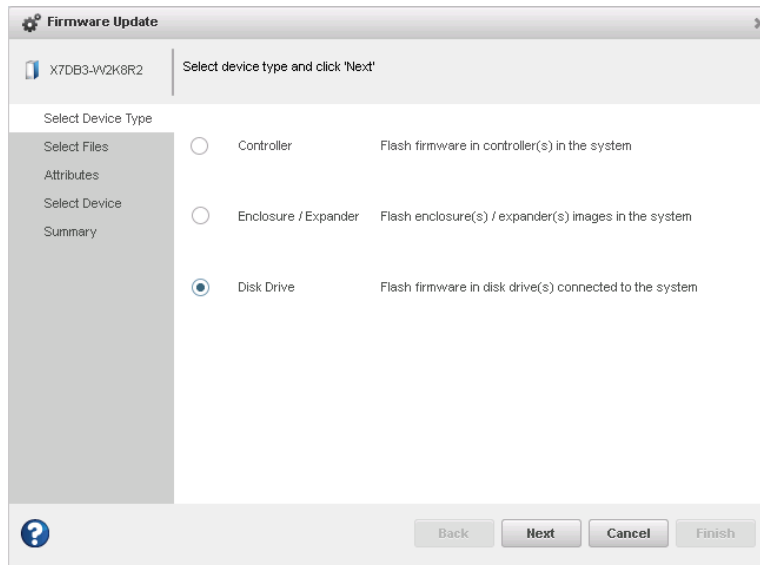 Firmware Update
X7DB3-W2K8R2
Select device type and click 'Next'
Select Device Type
Select Files
Attributes
Select Device
Summary
Controller Flash firmware in controller(s) in the system
Enclosure / Expander Flash enclosure(s) / expander(s) images in the system
Disk Drive Flash firmware in disk drive(s) connected to the system
? Back Next Cancel Finish